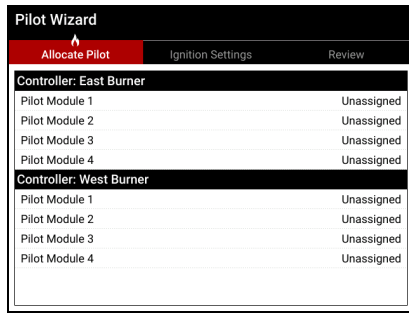 Pilot Wizard
Allocate Pilot Ignition Settings Review
Controller: East Burner
Pilot Module 1 Unassigned
Pilot Module 2 Unassigned
Pilot Module 3 Unassigned
Pilot Module 4 Unassigned
Controller: West Burner
Pilot Module 1 Unassigned
Pilot Module 2 Unassigned
Pilot Module 3 Unassigned
Pilot Module 4 Unassigned